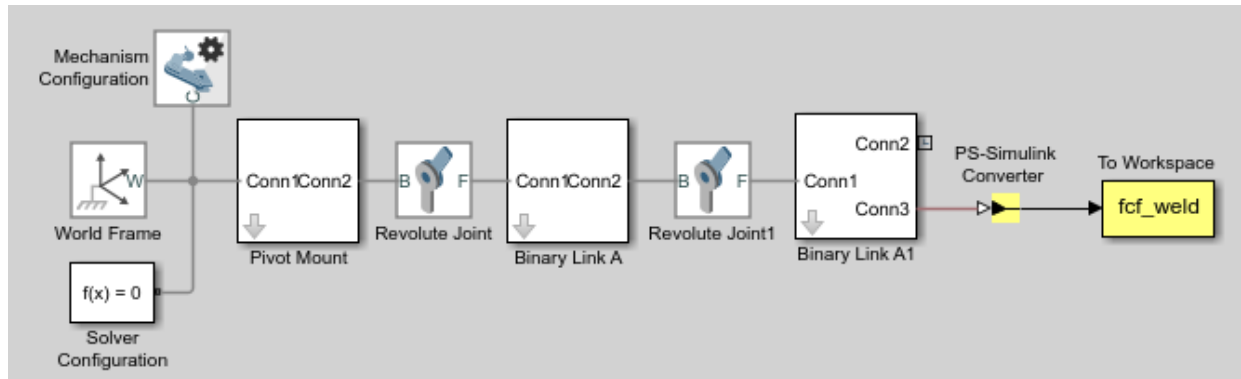 Mechanism
Configuration
C
World Frame
W
f(x) = 0
Solver
Configuration
Conn1Conn2
Pivot Mount
B
F
Revolute Joint
Conn1Conn2
Binary Link A
B
F
Revolute Joint1
Conn1
Conn2
Conn3
Binary Link A1
PS-Simulink
Converter
To Workspace
fcf_weld